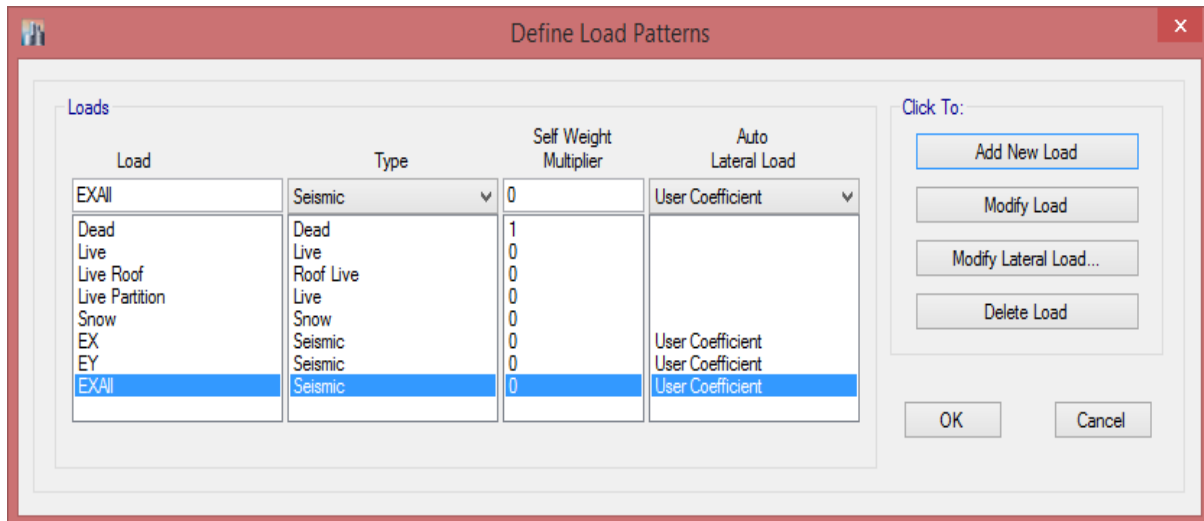 Define Load Patterns
x
Loads
Click To:
Load Type Self Weight Multiplier Auto Lateral Load
EXAll Seismic 0 User Coefficient
Dead Dead 1
Live Live 0
Live Roof Roof Live 0
Live Partition Live 0
Snow Snow 0
EX Seismic 0 User Coefficient
EY Seismic 0 User Coefficient
EXAll Seismic 0 User Coefficient
Add New Load
Modify Load
Modify Lateral Load...
Delete Load
OK Cancel